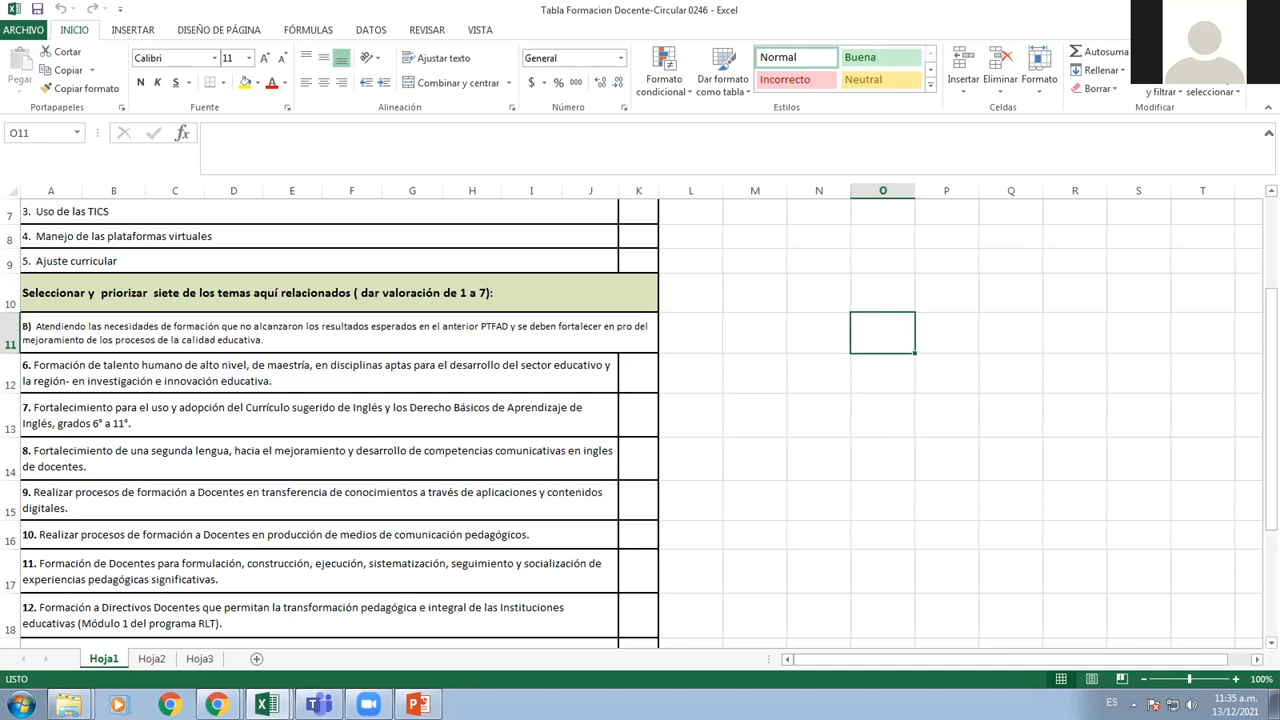 Tabla Formacion Docente-Circular 0246 - Excel
ARCHIVO INICIO INSERTAR DISEÑO DE PÁGINA FÓRMULAS DATOS REVISAR VISTA
Pegar
Cortar
Copiar
Copiar formato
Portapapeles
Calibri 11
N K S
Fuente
Ajustar texto
Combinar y centrar
Alineación
General
$ % 000
Número
Formato condicional
Dar formato como tabla
Normal Buena
Incorrecto Neutral
Estilos
Insertar Eliminar Formato
Celdas
Autosuma
Rellenar
Borrar
y filtrar seleccionar
Modificar
O11
fx
A B C D E F G H I J K L M N O P Q R S T
7 3. Uso de las TICS
8 4. Manejo de las plataformas virtuales
9 5. Ajuste curricular
10 Seleccionar y priorizar siete de los temas aquí relacionados ( dar valoración de 1 a 7):
B) Atendiendo las necesidades de formación que no alcanzaron los resultados esperados en el anterior PTFAD y se deben fortalecer en pro del
11 mejoramiento de los procesos de la calidad educativa.
6. Formación de talento humano de alto nivel, de maestría, en disciplinas aptas para el desarrollo del sector educativo y
12 la región- en investigación e innovación educativa.
7. Fortalecimiento para el uso y adopción del Currículo sugerido de Inglés y los Derecho Básicos de Aprendizaje de
13 Inglés, grados 6° a 11°.
8. Fortalecimiento de una segunda lengua, hacia el mejoramiento y desarrollo de competencias comunicativas en ingles
14 de docentes.
9. Realizar procesos de formación a Docentes en transferencia de conocimientos a través de aplicaciones y contenidos
15 digitales.
16 10. Realizar procesos de formación a Docentes en producción de medios de comunicación pedagógicos.
11. Formación de Docentes para formulación, construcción, ejecución, sistematización, seguimiento y socialización de
17 experiencias pedagógicas significativas.
12. Formación a Directivos Docentes que permitan la transformación pedagógica e integral de las Instituciones
18 educativas (Módulo 1 del programa RLT).
Hoja1 Hoja2 Hoja3
LISTO 100%
ES 11:35 a.m.
13/12/2021